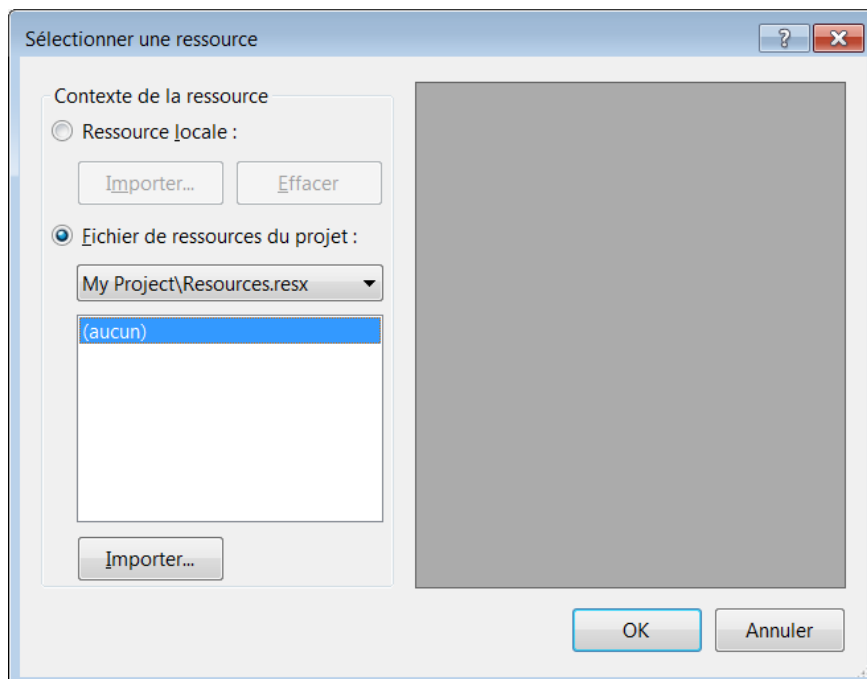 Sélectionner une ressource
Contexte de la ressource
Ressource locale :
Importer... Effacer
Fichier de ressources du projet :
My Project\Resources.resx
(aucun)
Importer...
OK Annuler